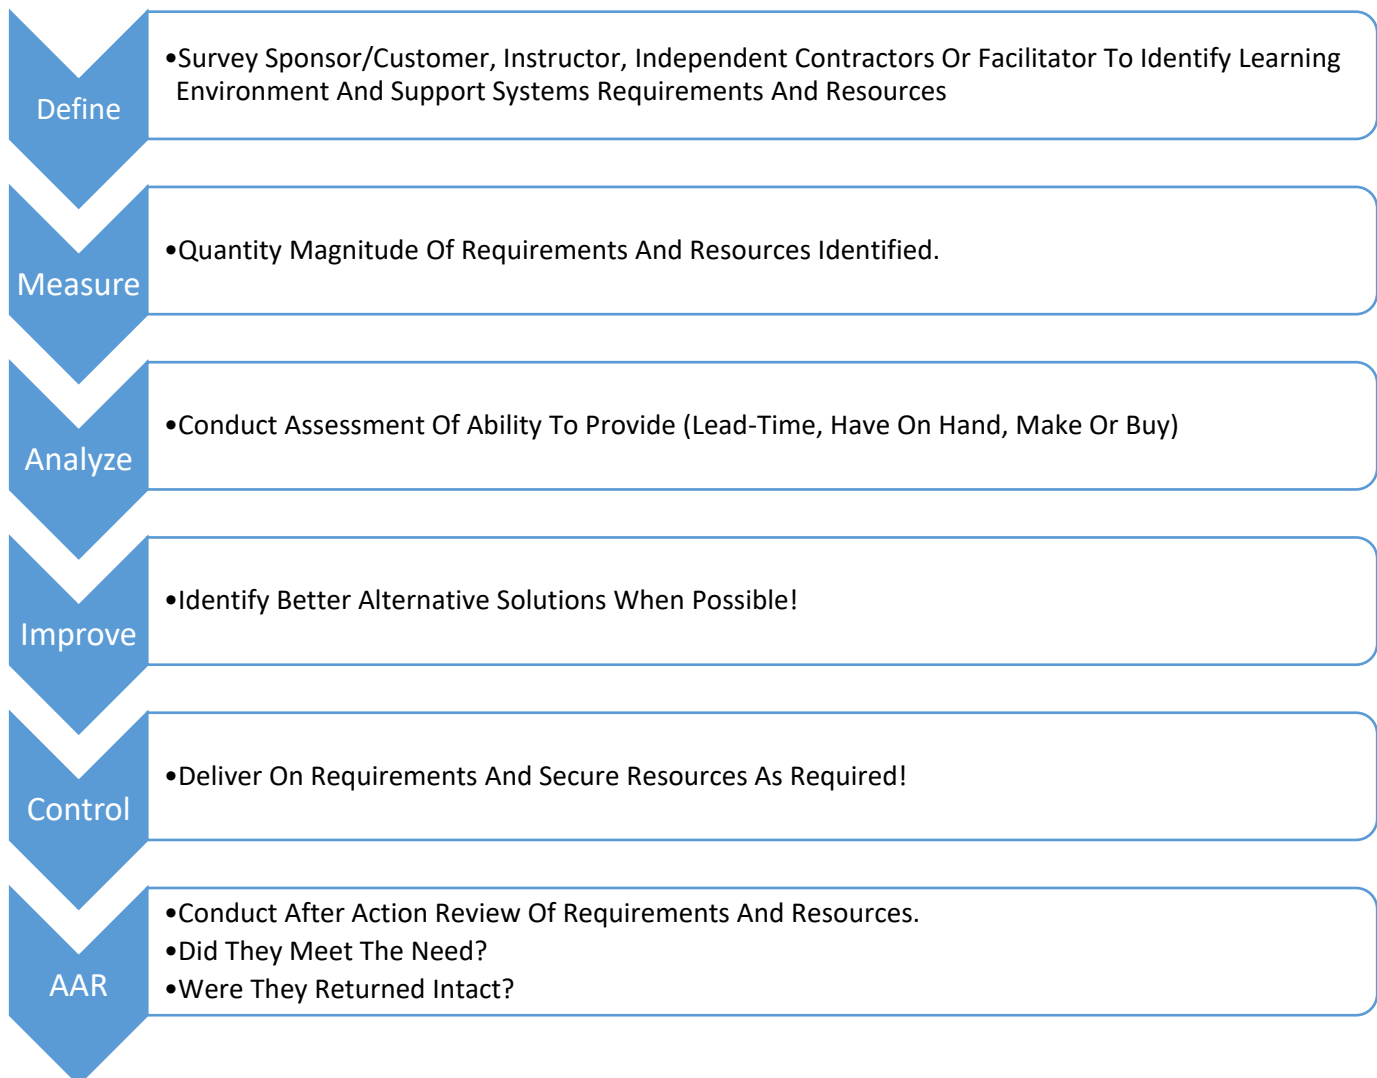 Define
•Survey Sponsor/Customer, Instructor, Independent Contractors Or Facilitator To Identify Learning
Environment And Support Systems Requirements And Resources
Measure
•Quantity Magnitude Of Requirements And Resources Identified.
Analyze
•Conduct Assessment Of Ability To Provide (Lead-Time, Have On Hand, Make Or Buy)
Improve
•Identify Better Alternative Solutions When Possible!
Control
•Deliver On Requirements And Secure Resources As Required!
AAR
•Conduct After Action Review Of Requirements And Resources.
•Did They Meet The Need?
•Were They Returned Intact?